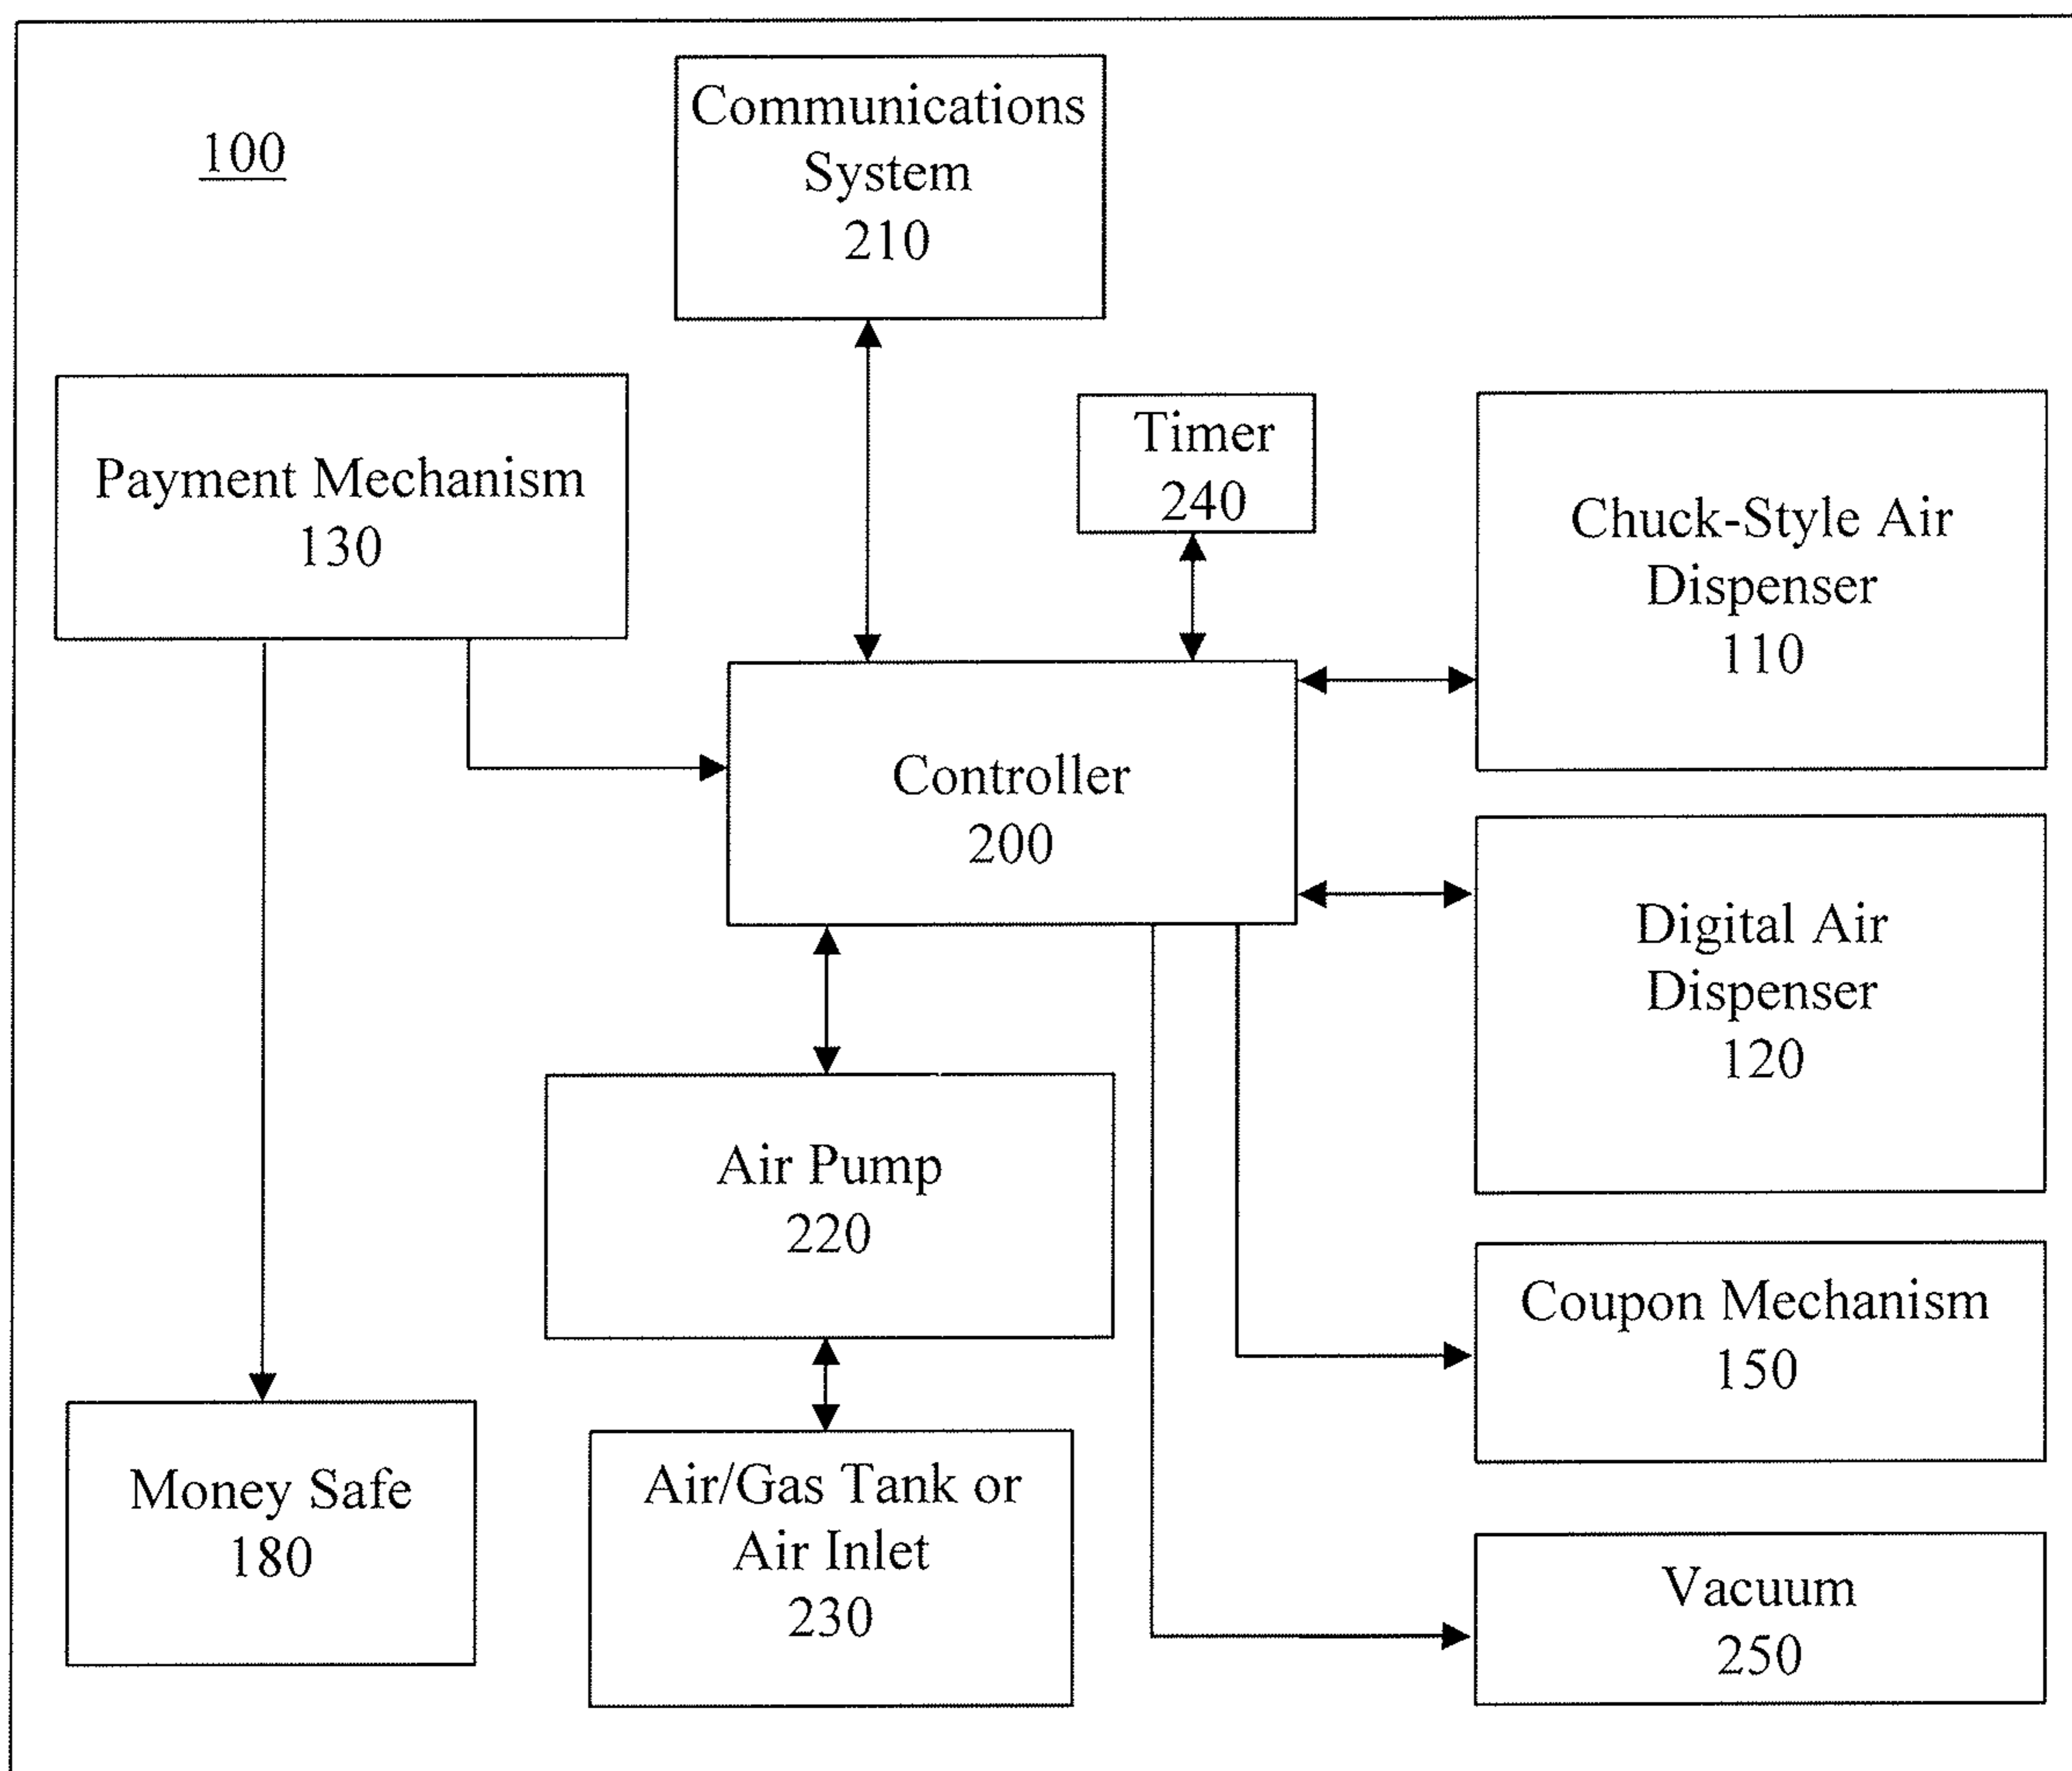 100
Communications
System
210
Payment Mechanism
130
Timer
240
Chuck-Style Air
Dispenser
110
Controller
200
Digital Air
Dispenser
120
Air Pump
220
Coupon Mechanism
150
Money Safe
180
Air/Gas Tank or
Air Inlet
230
Vacuum
250